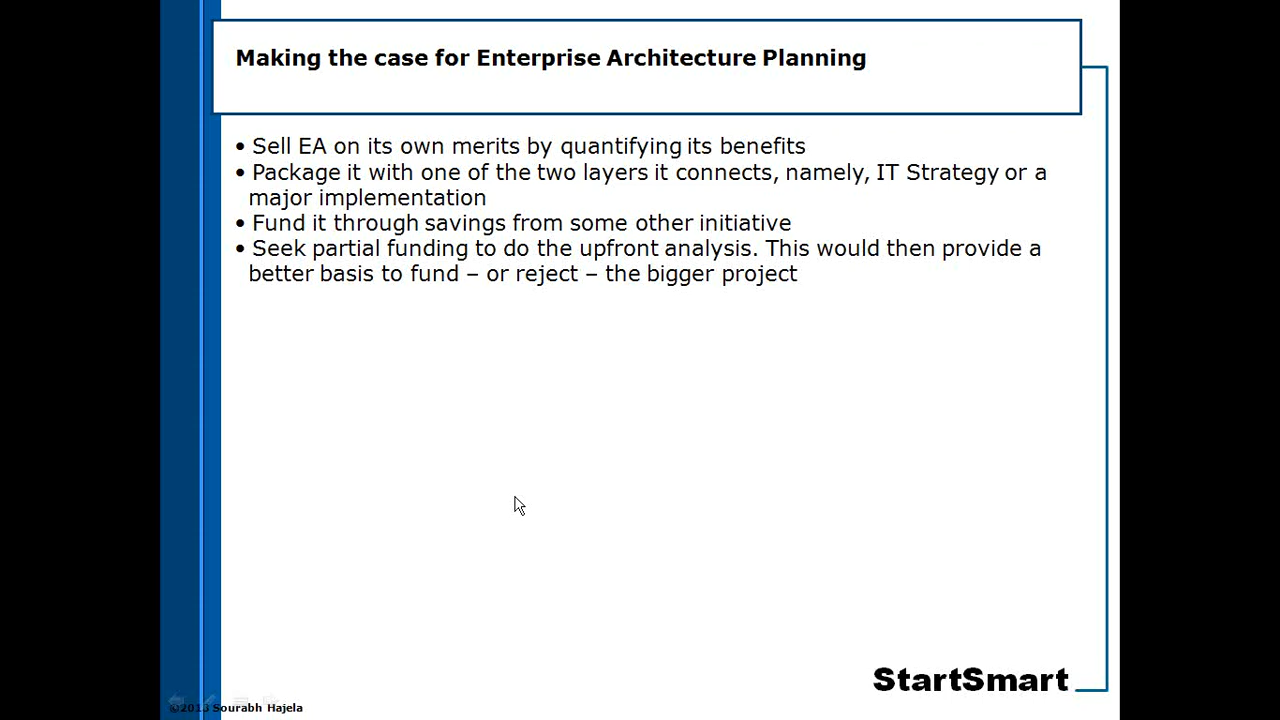 Making the case for Enterprise Architecture Planning
• Sell EA on its own merits by quantifying its benefits
• Package it with one of the two layers it connects, namely, IT Strategy or a
major implementation
• Fund it through savings from some other initiative
• Seek partial funding to do the upfront analysis. This would then provide a
better basis to fund – or reject – the bigger project
StartSmart
©2013 Sourabh Hajela